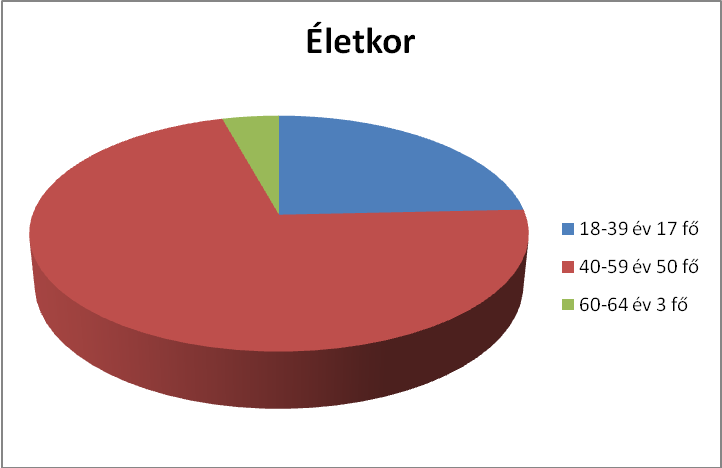 Életkor
18-39 év 17 fő
40-59 év 50 fő
60-64 év 3 fő